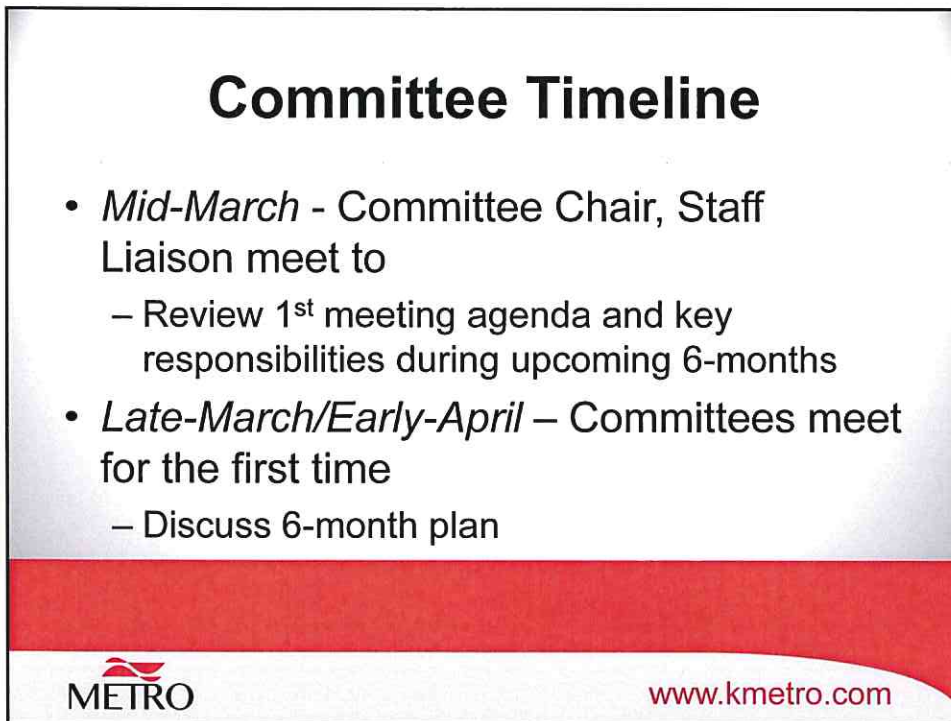 Committee Timeline
• Mid-March - Committee Chair, Staff
Liaison meet to
– Review 1st meeting agenda and key
responsibilities during upcoming 6-months
• Late-March/Early-April – Committees meet
for the first time
– Discuss 6-month plan
METRO
www.kmetro.com